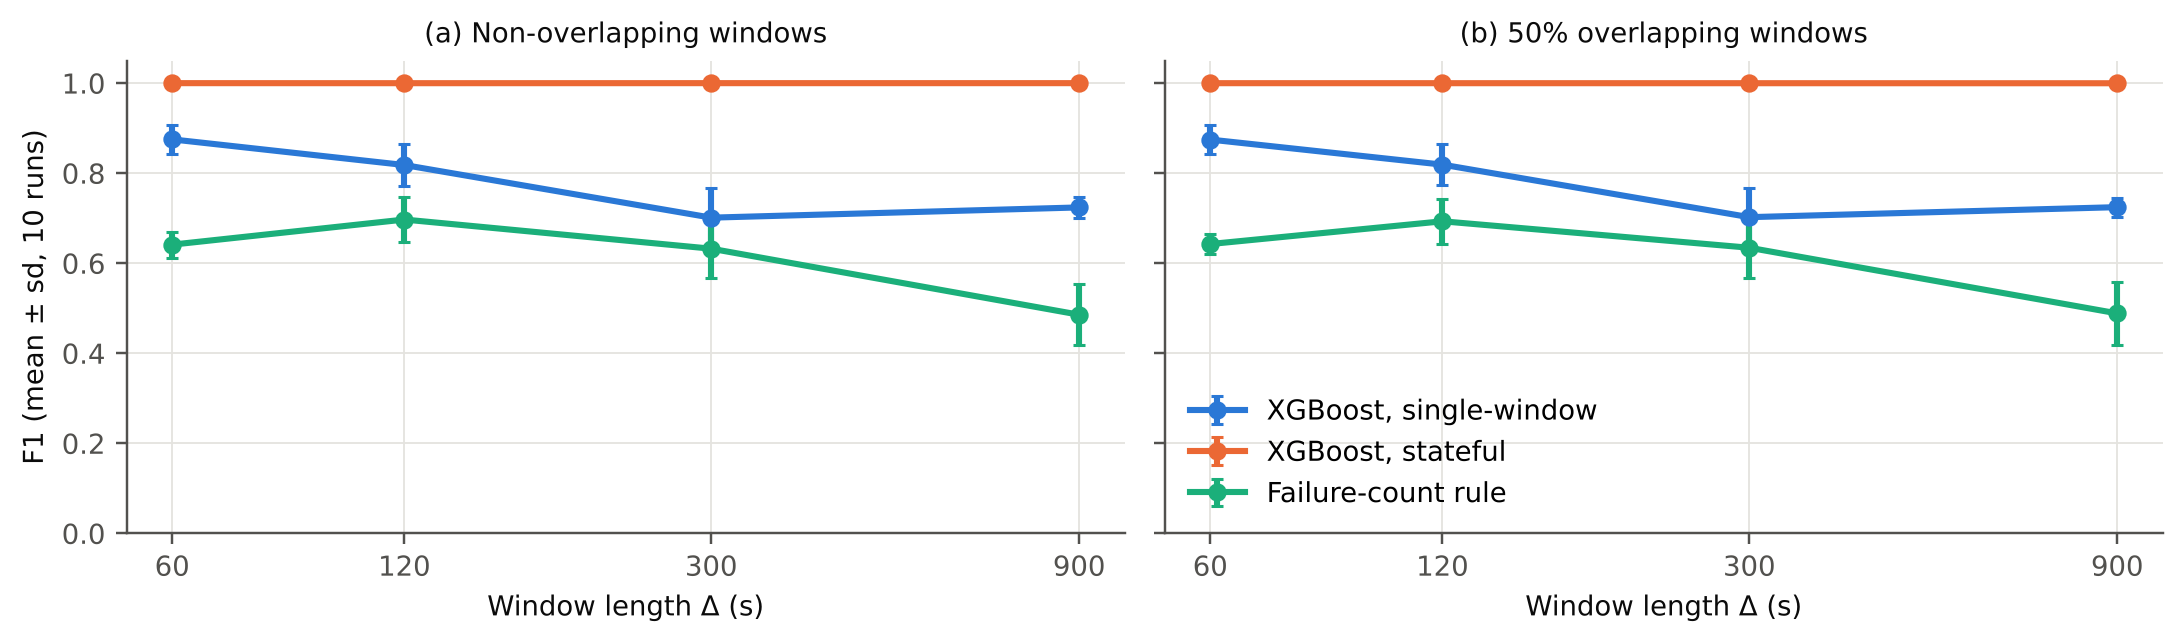 (a) Non-overlapping windows
(b) 50% overlapping windows
F1 (mean ± sd, 10 runs)
1.0
0.8
0.6
0.4
0.2
0.0
XGBoost, single-window
XGBoost, stateful
Failure-count rule
60 120 300 900
60 120 300 900
Window length Δ (s)
Window length Δ (s)